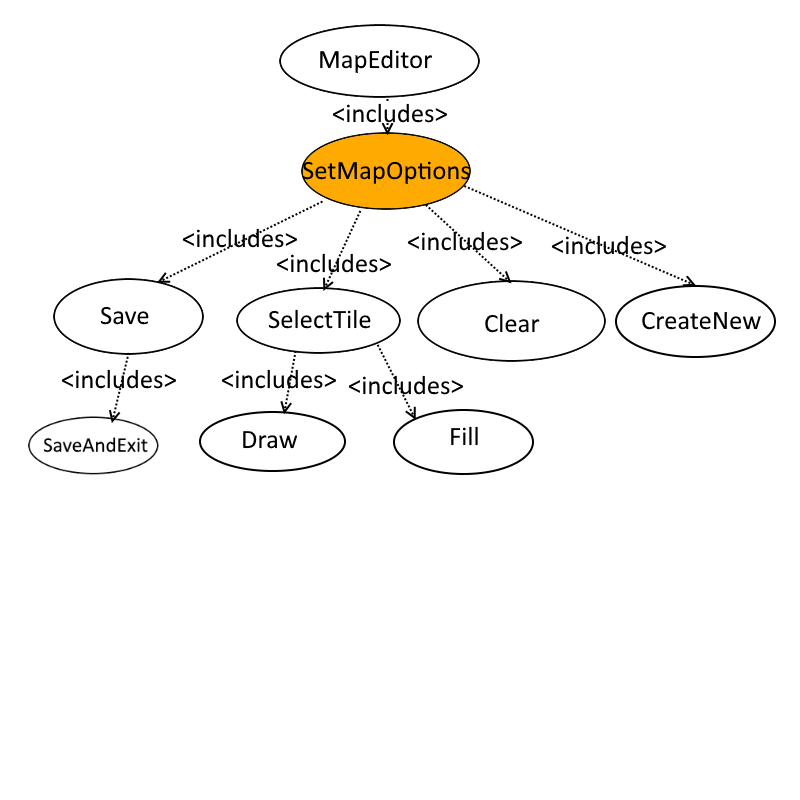 MapEditor
<includes>
SetMapOptions
<includes>
<includes>
<includes>
<includes>
Save
SelectTile
Clear
CreateNew
<includes>
<includes>
<includes>
SaveAndExit
Draw
Fill